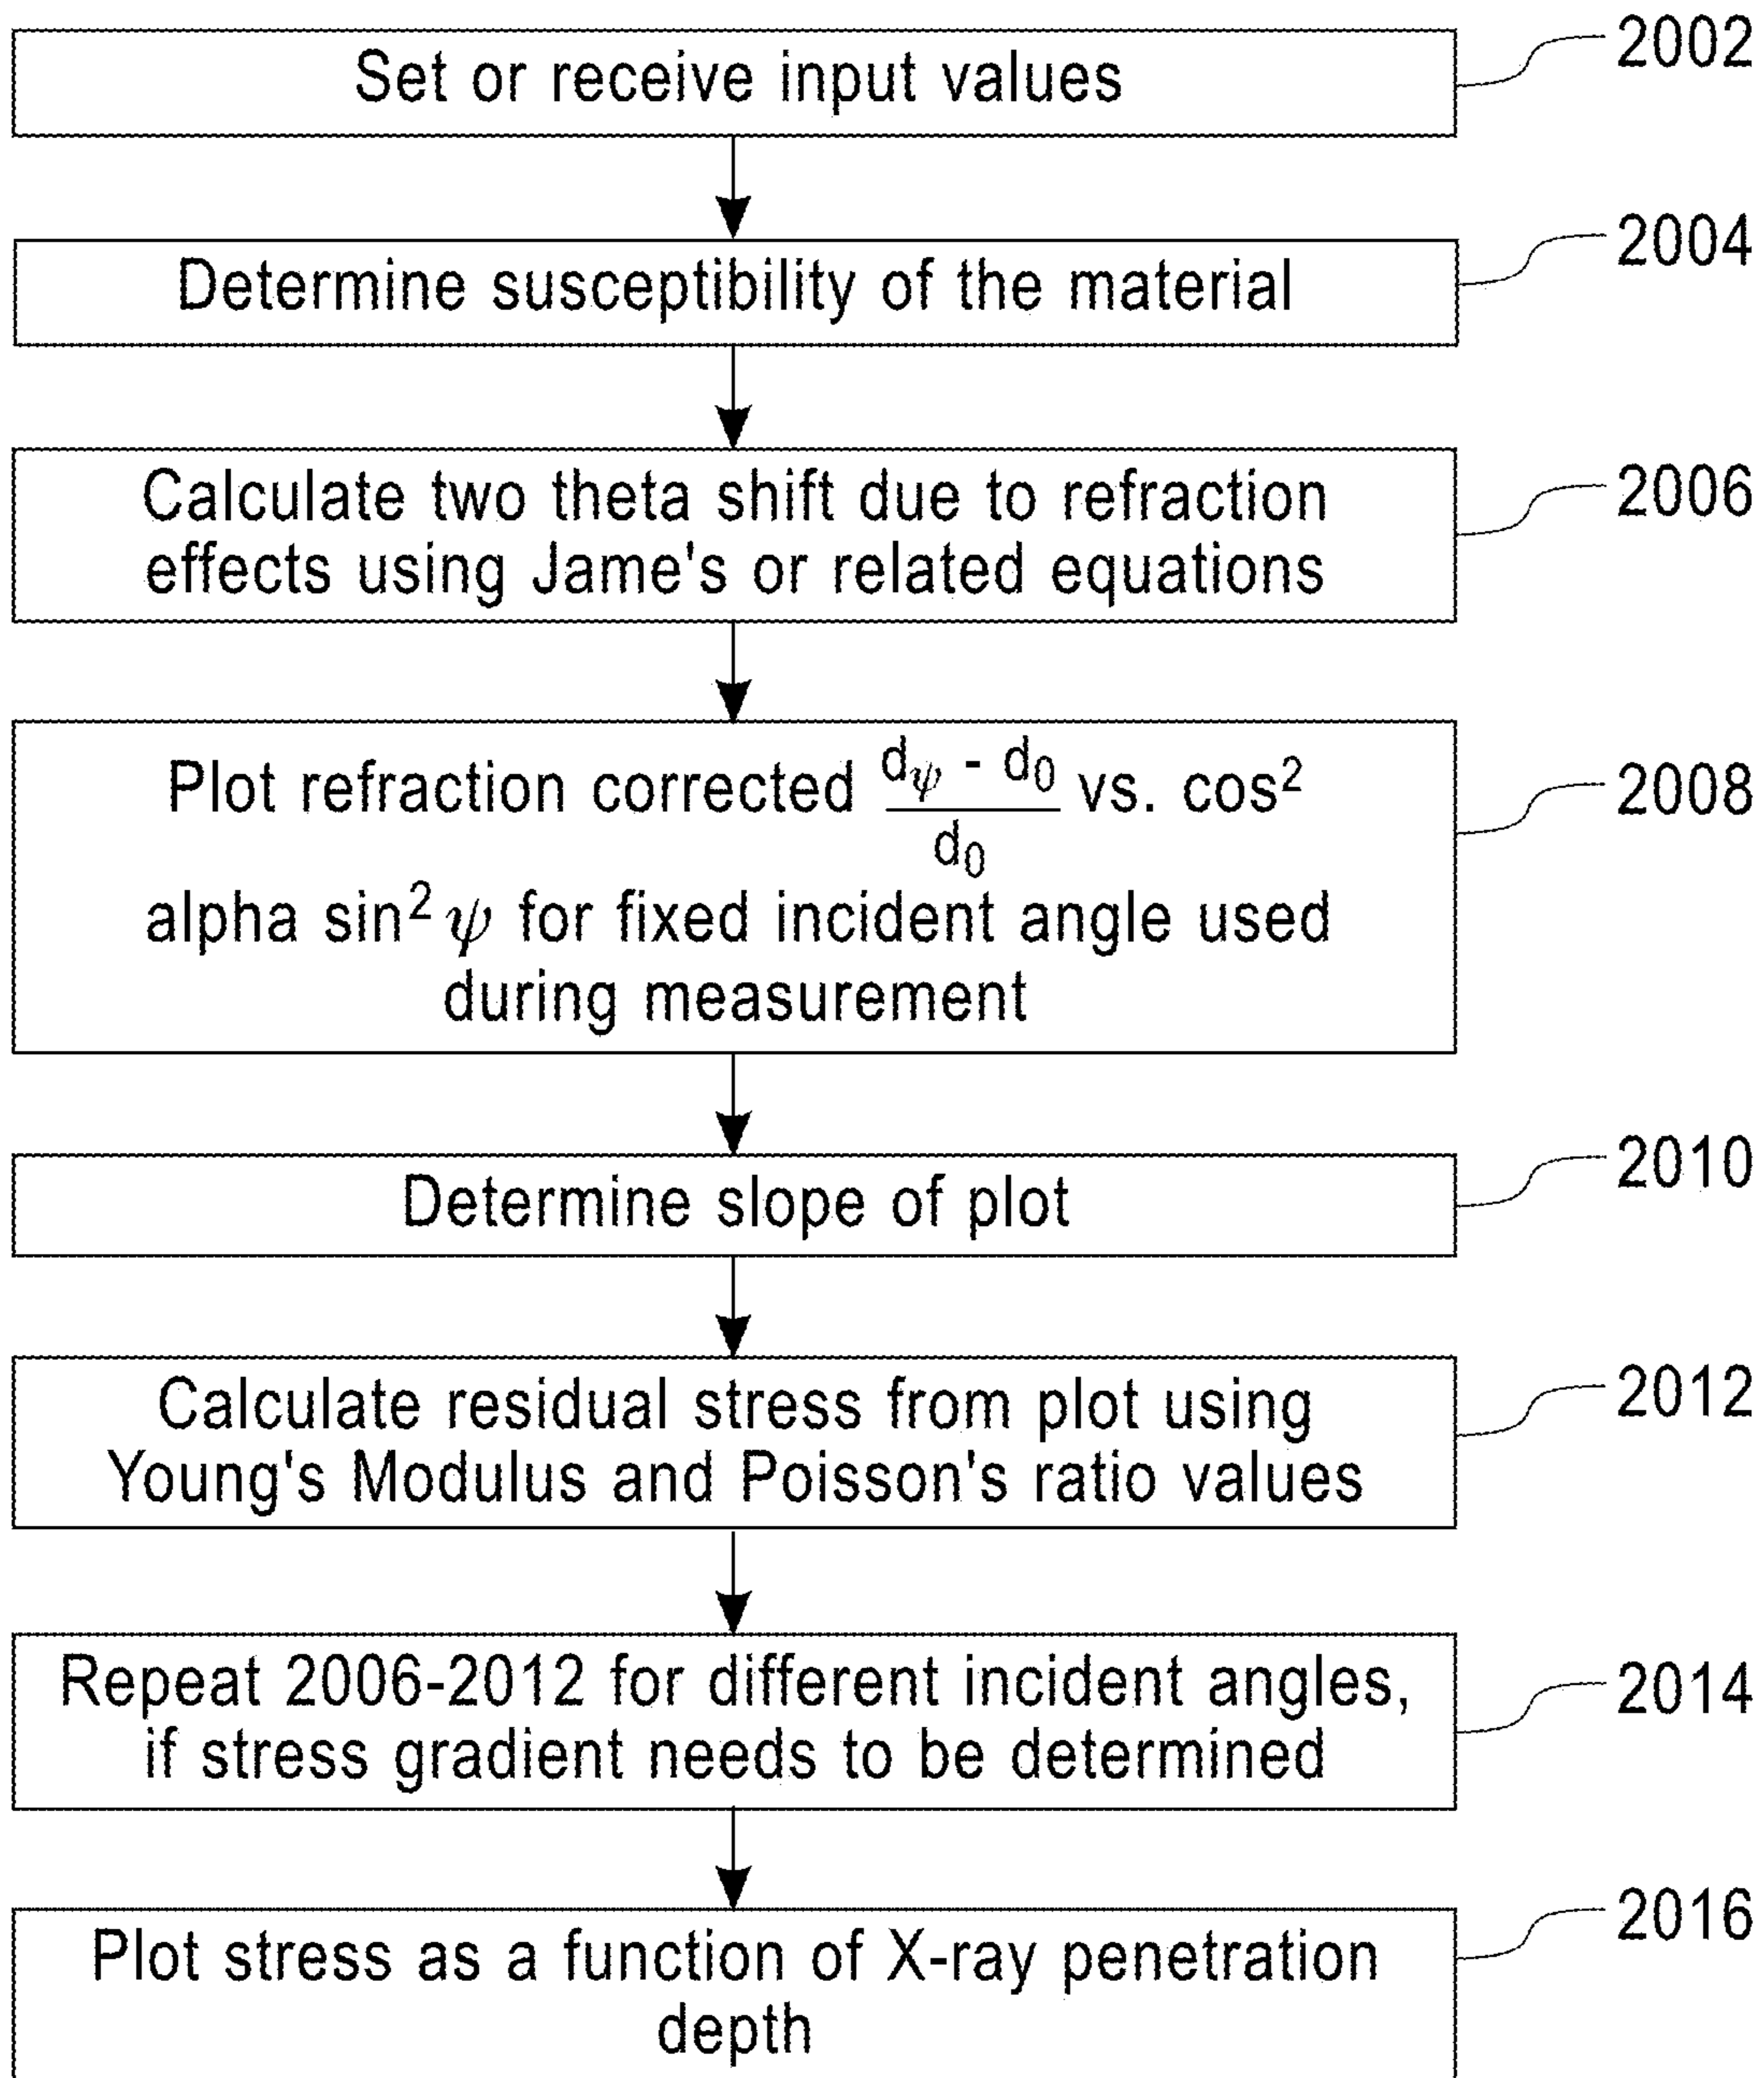 Set or receive input values
2002
Determine susceptibility of the material
2004
Calculate two theta shift due to refraction
effects using Jame's or related equations
2006
Plot refraction corrected (dψ - d0)/d0 vs. cos²
alpha sin² ψ for fixed incident angle used
during measurement
2008
Determine slope of plot
2010
Calculate residual stress from plot using
Young's Modulus and Poisson's ratio values
2012
Repeat 2006-2012 for different incident angles,
if stress gradient needs to be determined
2014
Plot stress as a function of X-ray penetration
depth
2016